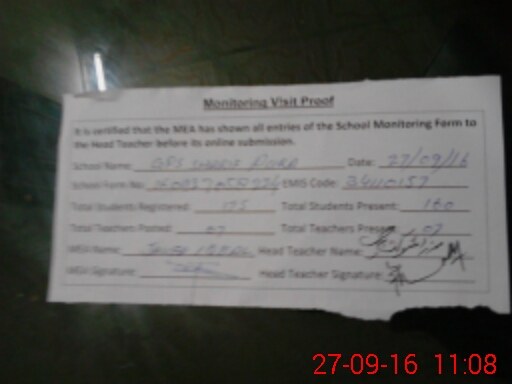 Monitoring Visit Proof
It is certified that the MEA has shown all entries of the School Monitoring Form to
the Head Teacher before its online submission.
School Name: GPS Date: 27/09/16
School Form No: EMIS Code:
Total Students Registered: 175 Total Students Present: 160
Total Teachers Posted: 07 Total Teachers Present: 07
MEA Name: Head Teacher Name:
MEA Signature: Head Teacher Signature:
27-09-16 11:08